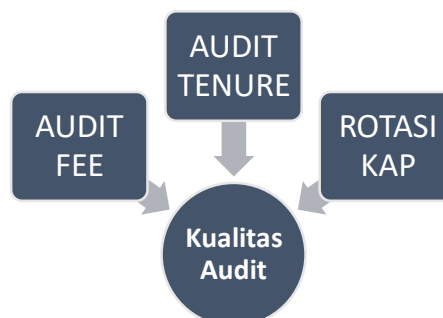 AUDIT
TENURE
AUDIT
FEE
ROTASI
KAP
Kualitas
Audit